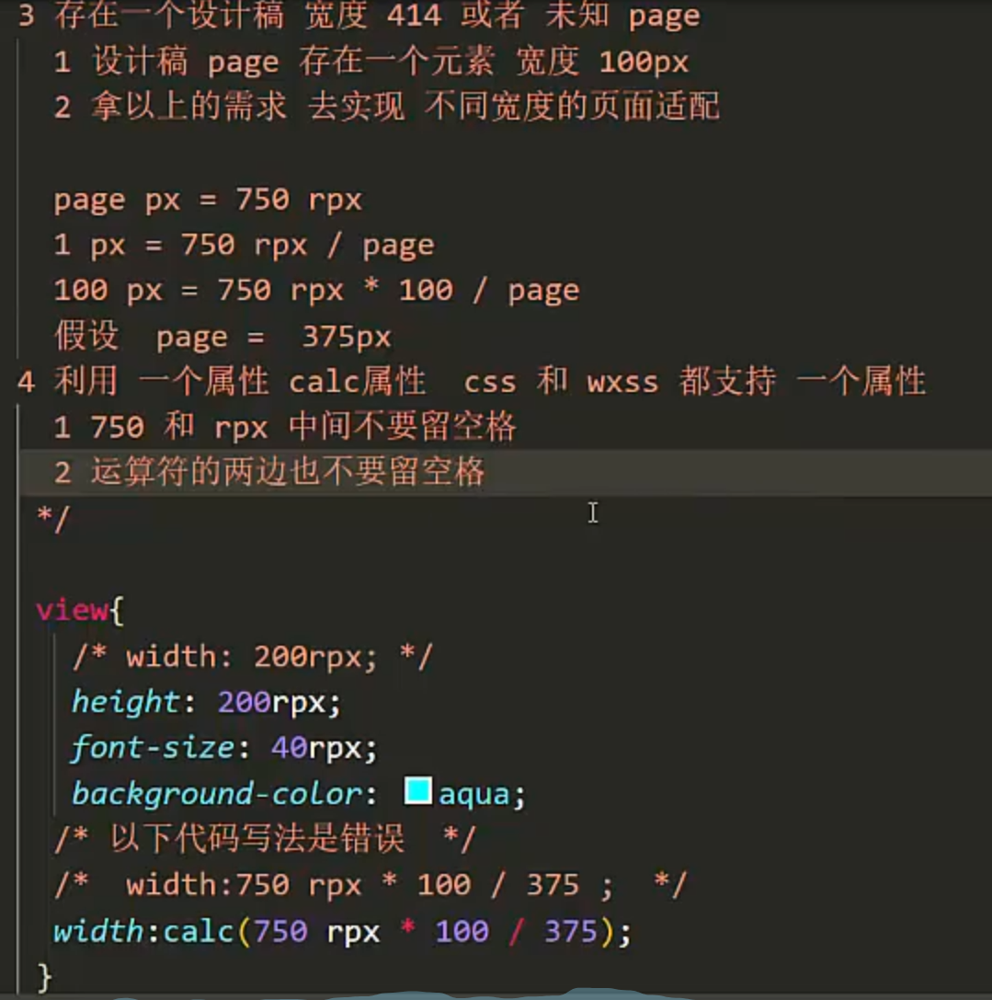 3 存在一个设计稿 宽度 414 或者 未知 page
1 设计稿 page 存在一个元素 宽度 100px
2 拿以上的需求 去实现 不同宽度的页面适配
page px = 750 rpx
1 px = 750 rpx / page
100 px = 750 rpx * 100 / page
假设 page = 375px
4 利用 一个属性 calc属性 css 和 wxss 都支持 一个属性
1 750 和 rpx 中间不要留空格
2 运算符的两边也不要留空格
*/
view{
/* width: 200rpx; */
height: 200rpx;
font-size: 40rpx;
background-color: aqua;
/* 以下代码写法是错误 */
/* width:750 rpx * 100 / 375 ; */
width:calc(750 rpx * 100 / 375);
}